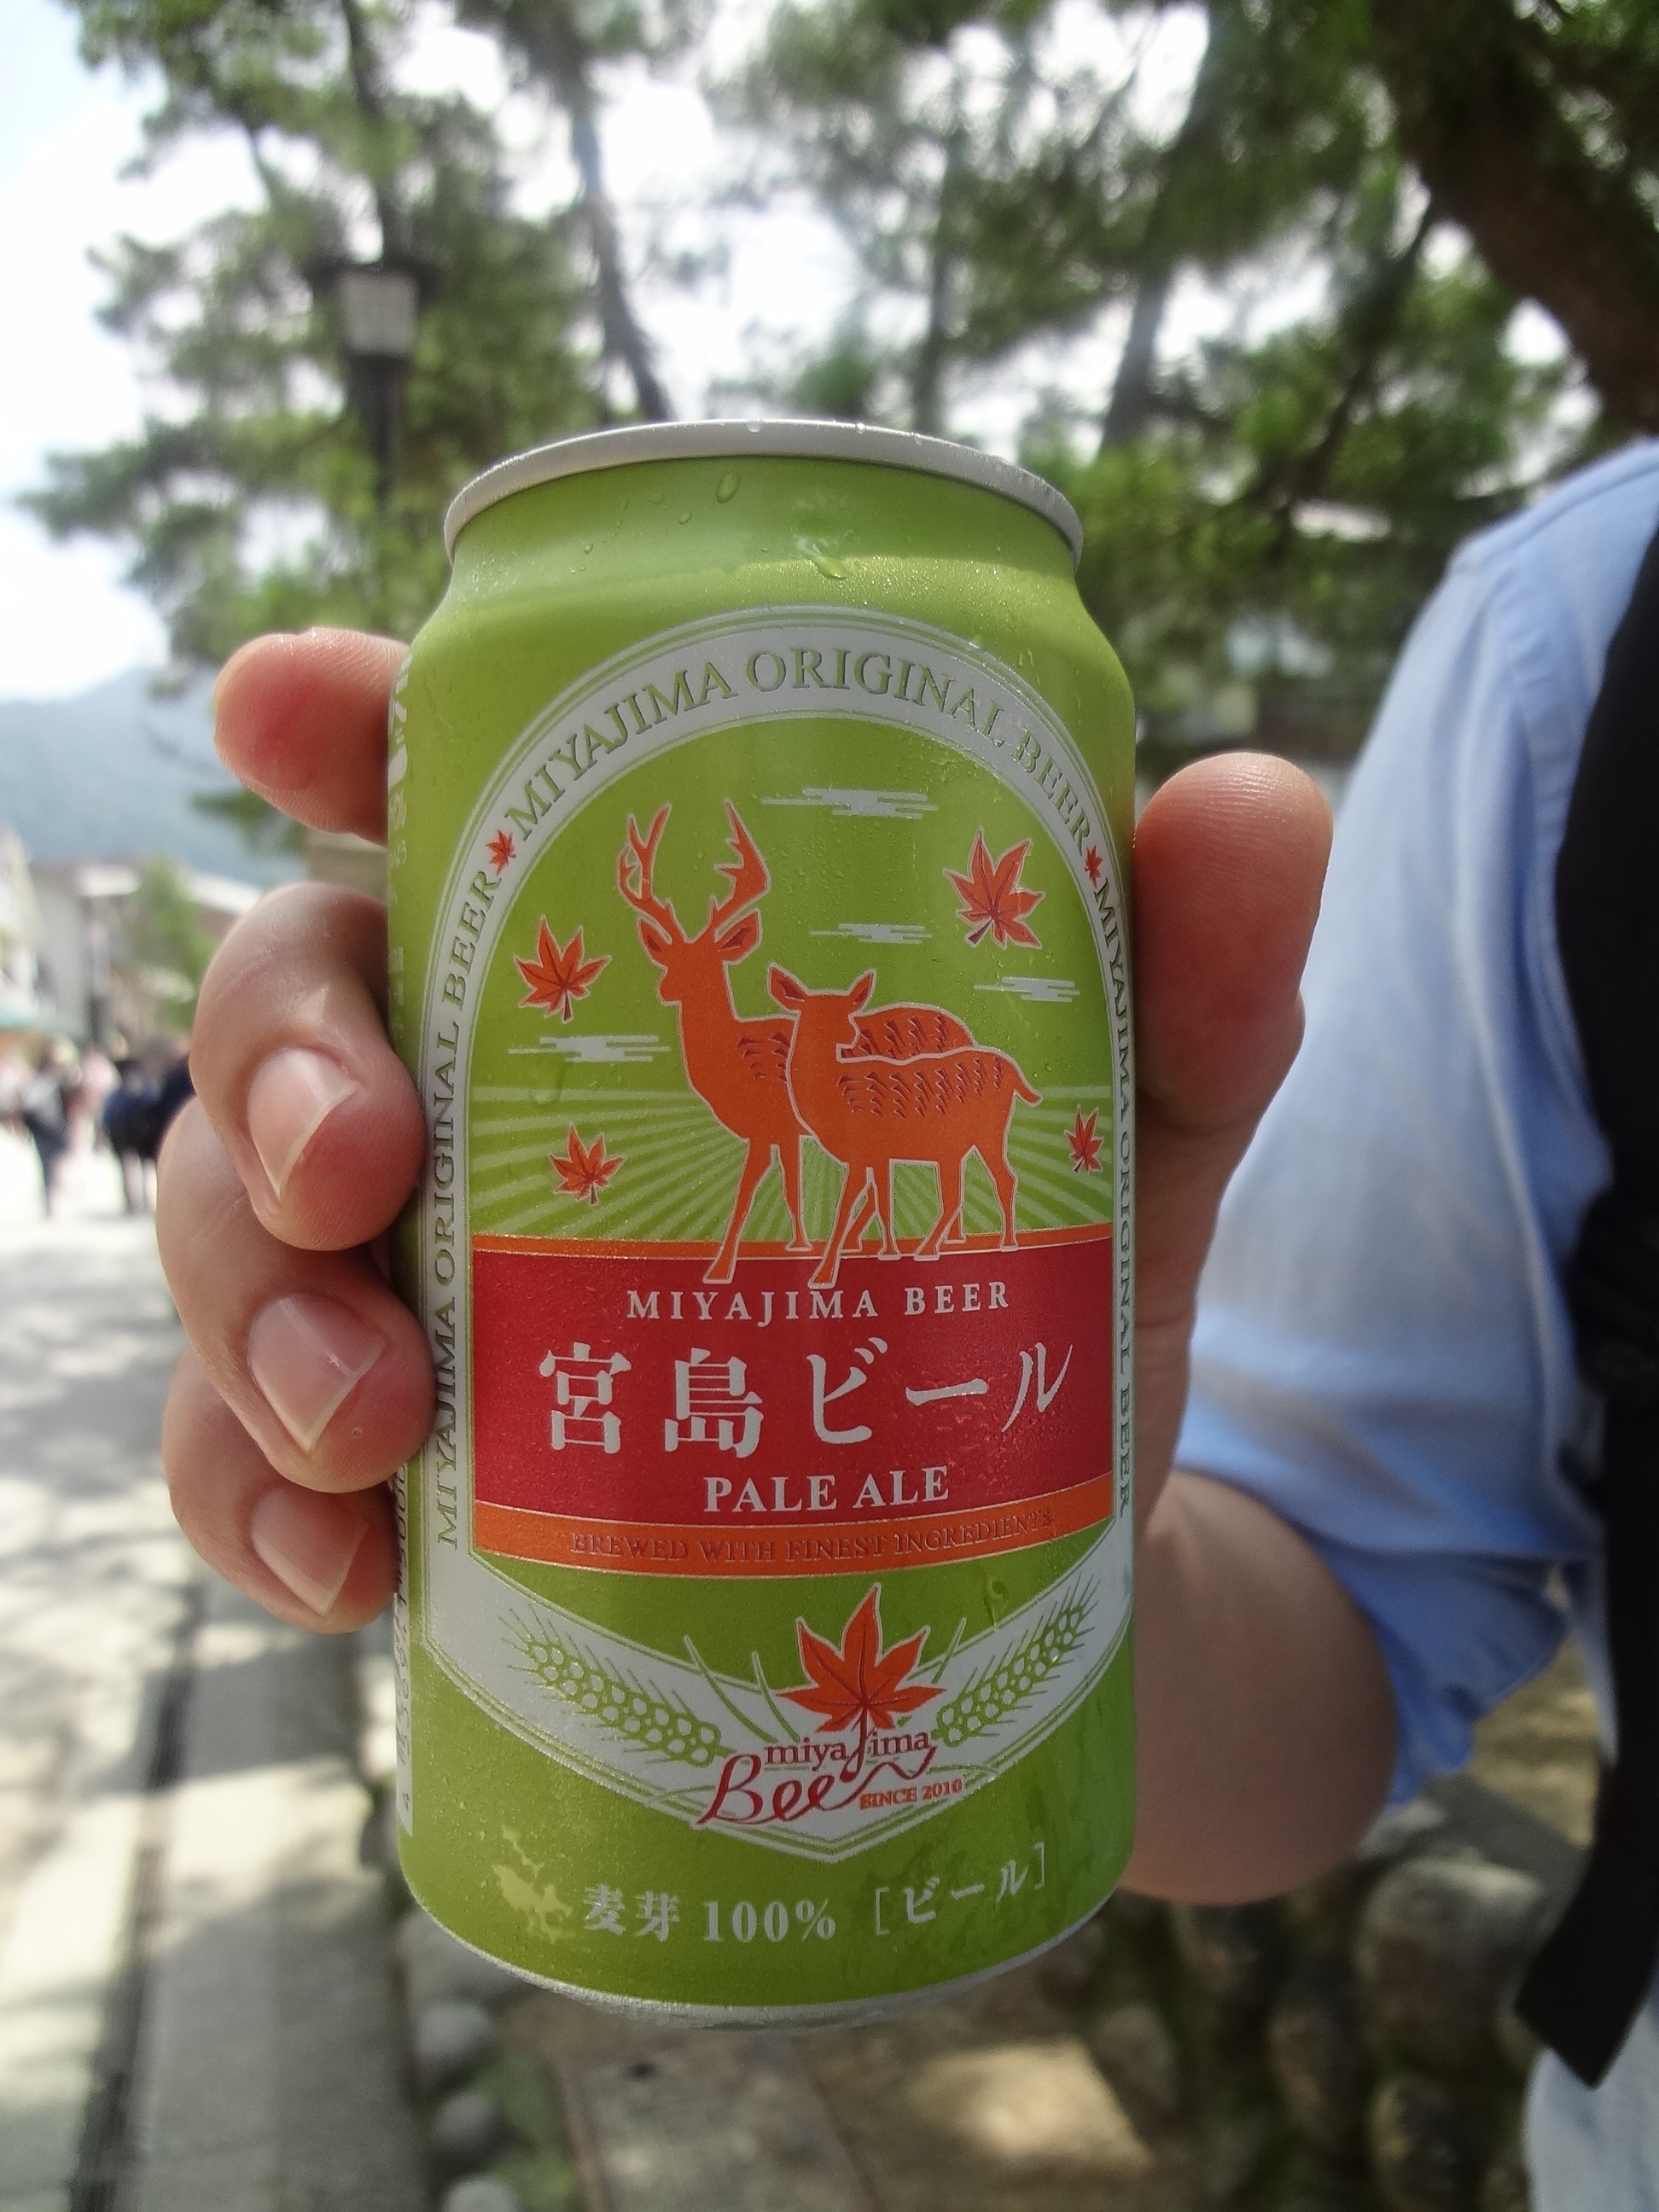 MIYAJIMA ORIGINAL BEER
MIYAJIMA ORIGINAL BEER
MIYAJIMA ORIGINAL BEER
MIYAJIMA BEER
宮島ビール
PALE ALE
BREWED WITH FINEST INGREDIENTS
miyajima
Beer
SINCE 2010
麦芽 100% [ビール]